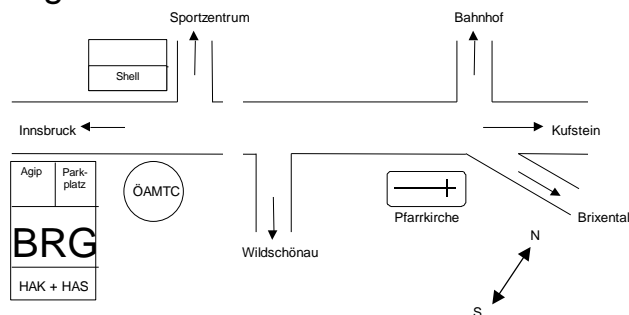 Sportzentrum
Bahnhof
Shell
Innsbruck
Kufstein
Agip
Park-
platz
ÖAMTC
BRG
HAK + HAS
Wildschönau
Pfarrkirche
Brixental
N
S